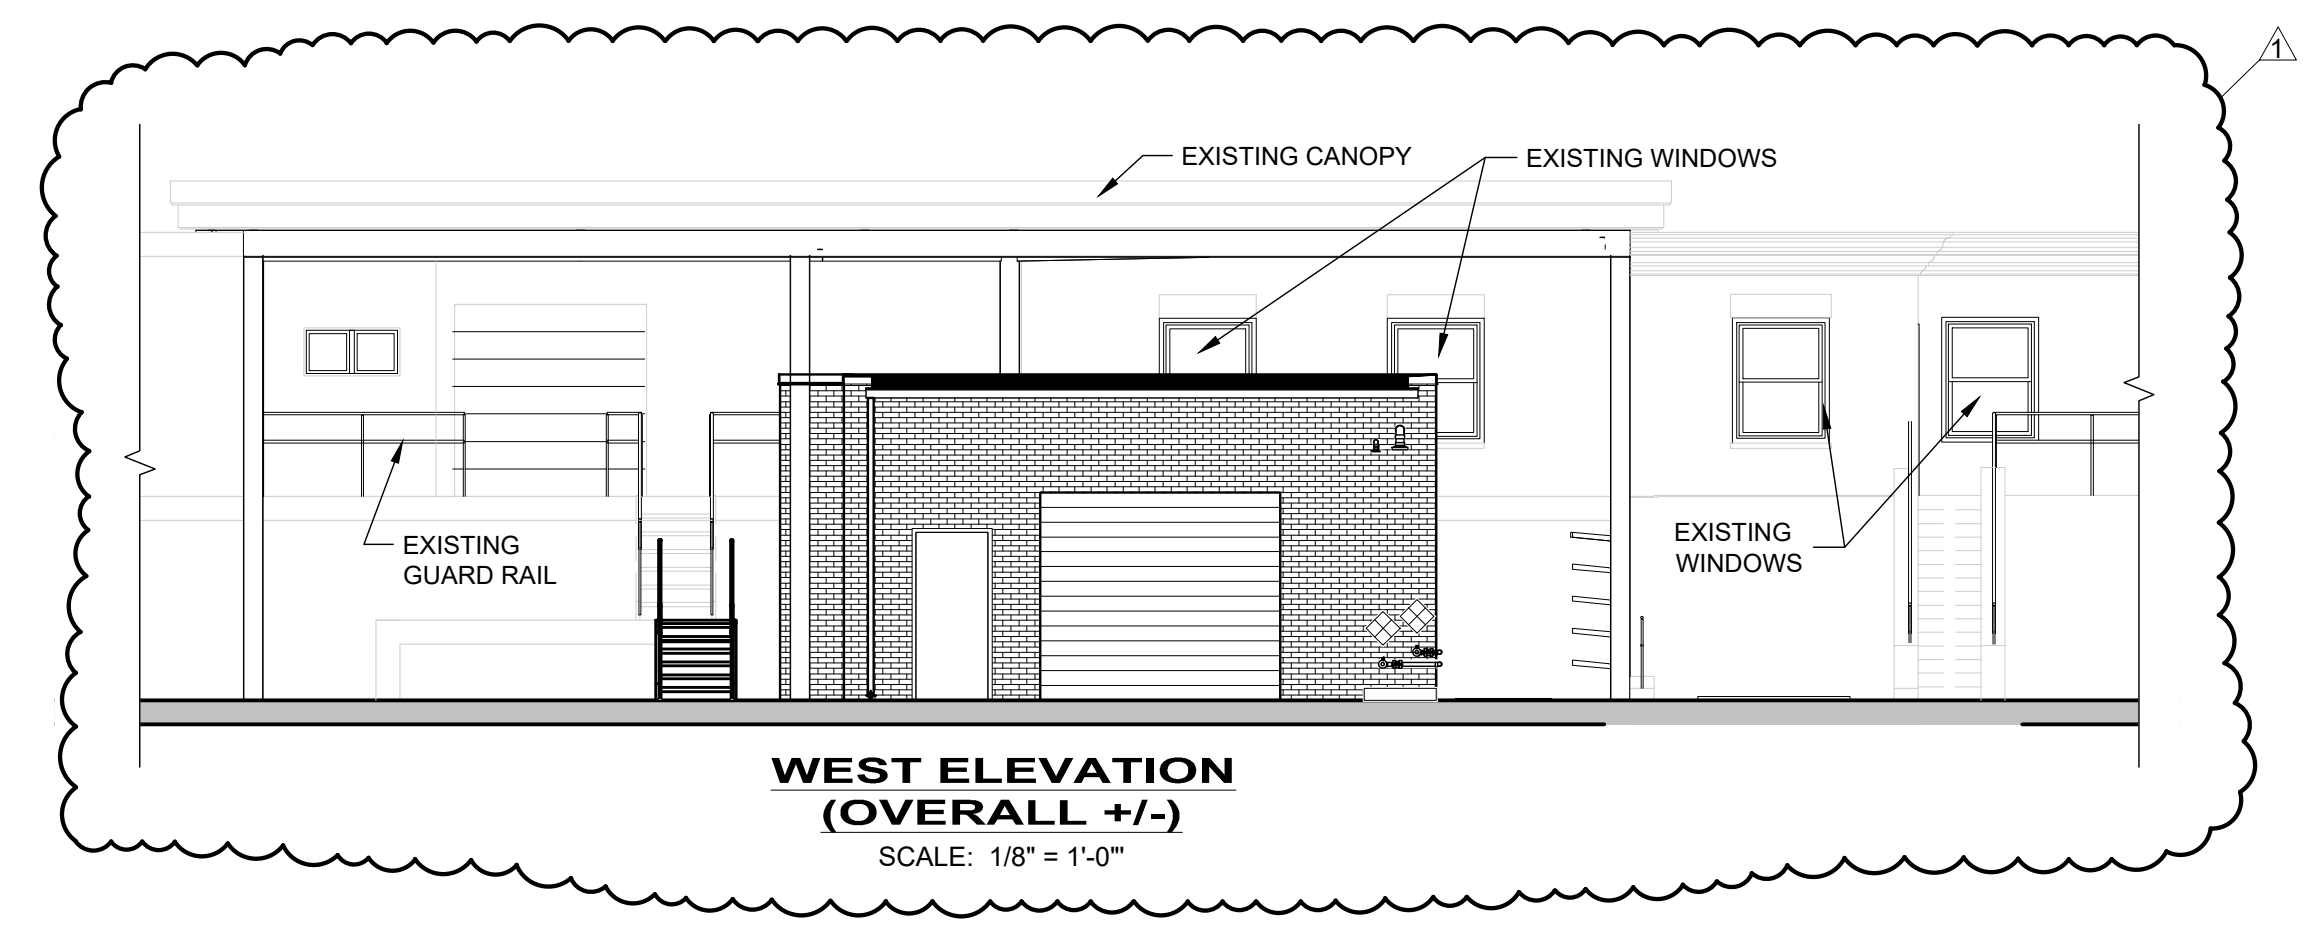 1
EXISTING CANOPY
EXISTING WINDOWS
EXISTING
GUARD RAIL
EXISTING
WINDOWS
WEST ELEVATION
(OVERALL +/-)
SCALE: 1/8" = 1'-0'"